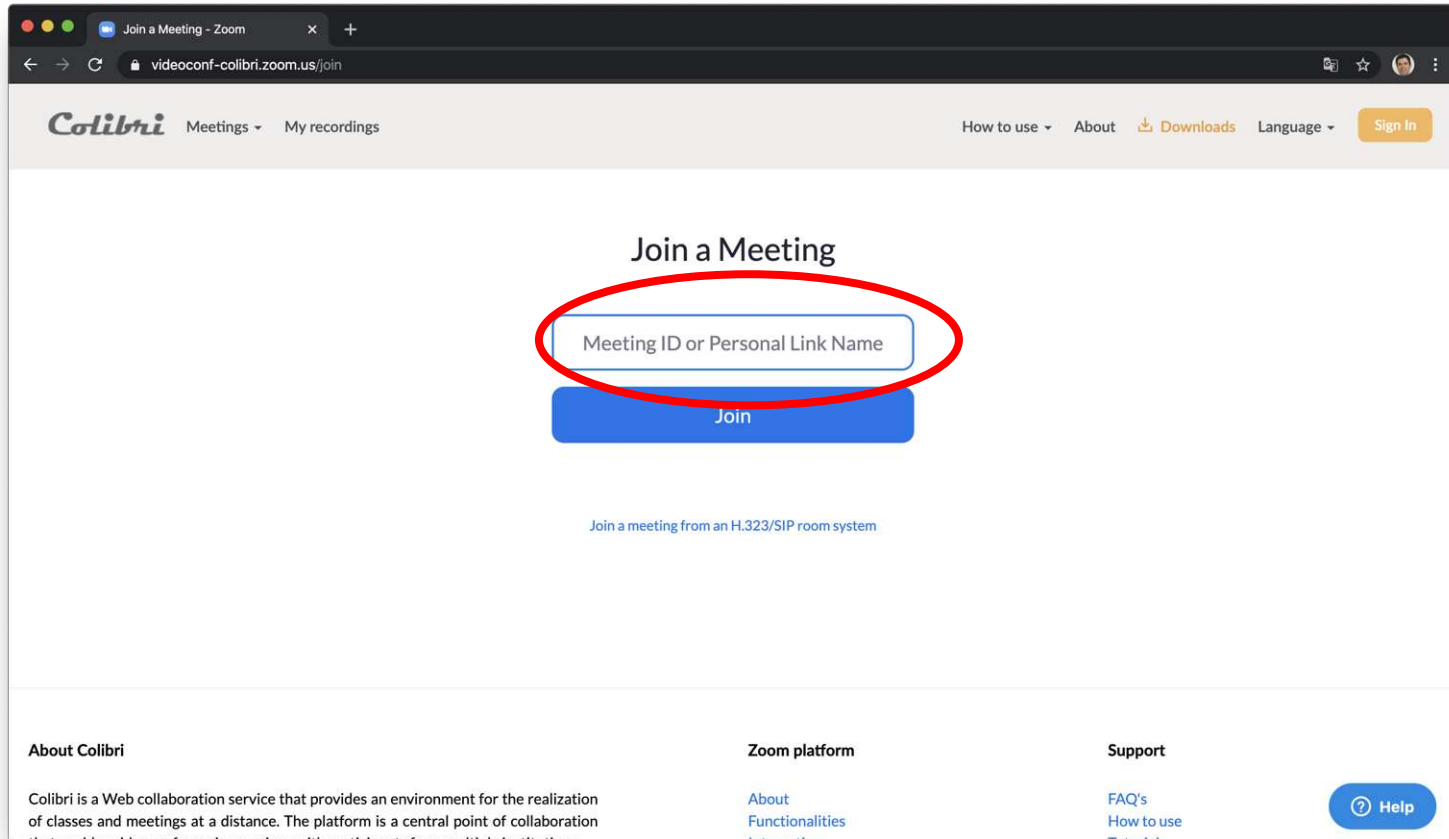 Join a Meeting - Zoom
videoconf-colibri.zoom.us/join
Colibri Meetings My recordings How to use About Downloads Language Sign In
Join a Meeting
Meeting ID or Personal Link Name
Join
Join a meeting from an H.323/SIP room system
About Colibri Zoom platform Support
Colibri is a Web collaboration service that provides an environment for the realization About FAQ's
of classes and meetings at a distance. The platform is a central point of collaboration Functionalities How to use
Help